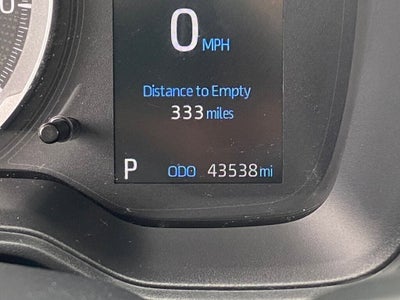 0 MPH
Distance to Empty
333 miles
P ODO 43538 mi